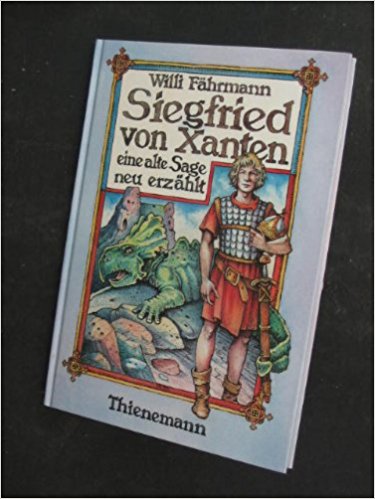 Willi Fährmann
Siegfried
von Xanten
eine alte Sage
neu erzählt
Thienemann